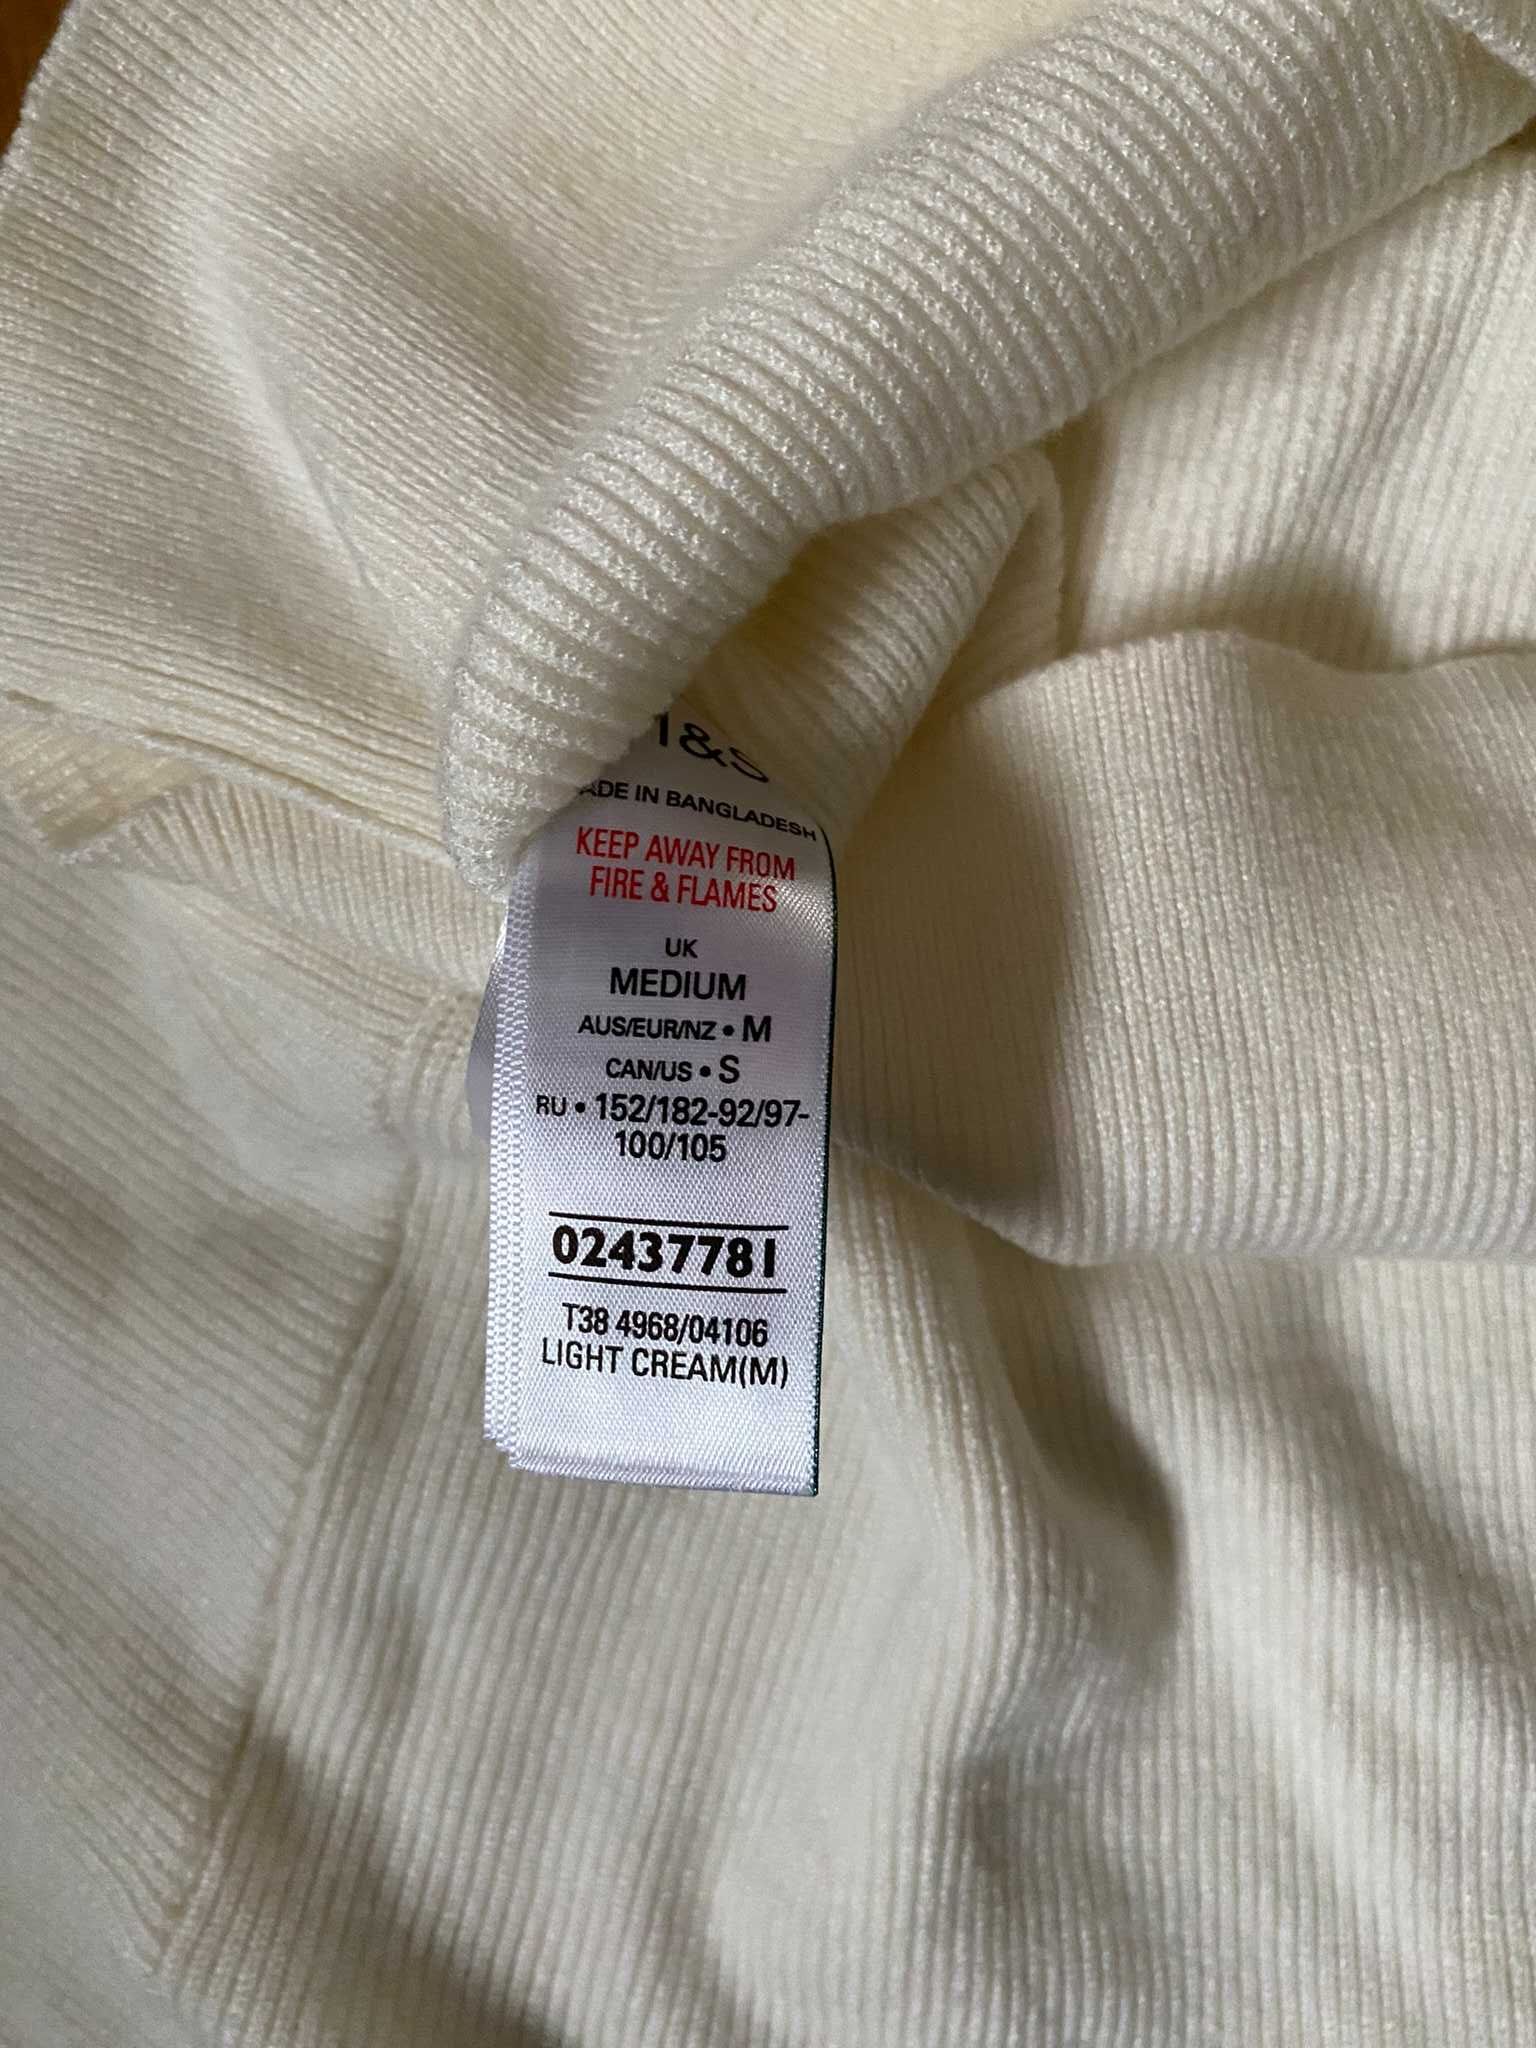 &S
ADE IN BANGLADESH
KEEP AWAY FROM
FIRE & FLAMES
UK
MEDIUM
AUS/EUR/NZ • M
CAN/US • S
RU • 152/182-92/97-
100/105
02437781
T38 4968/04106
LIGHT CREAM(M)